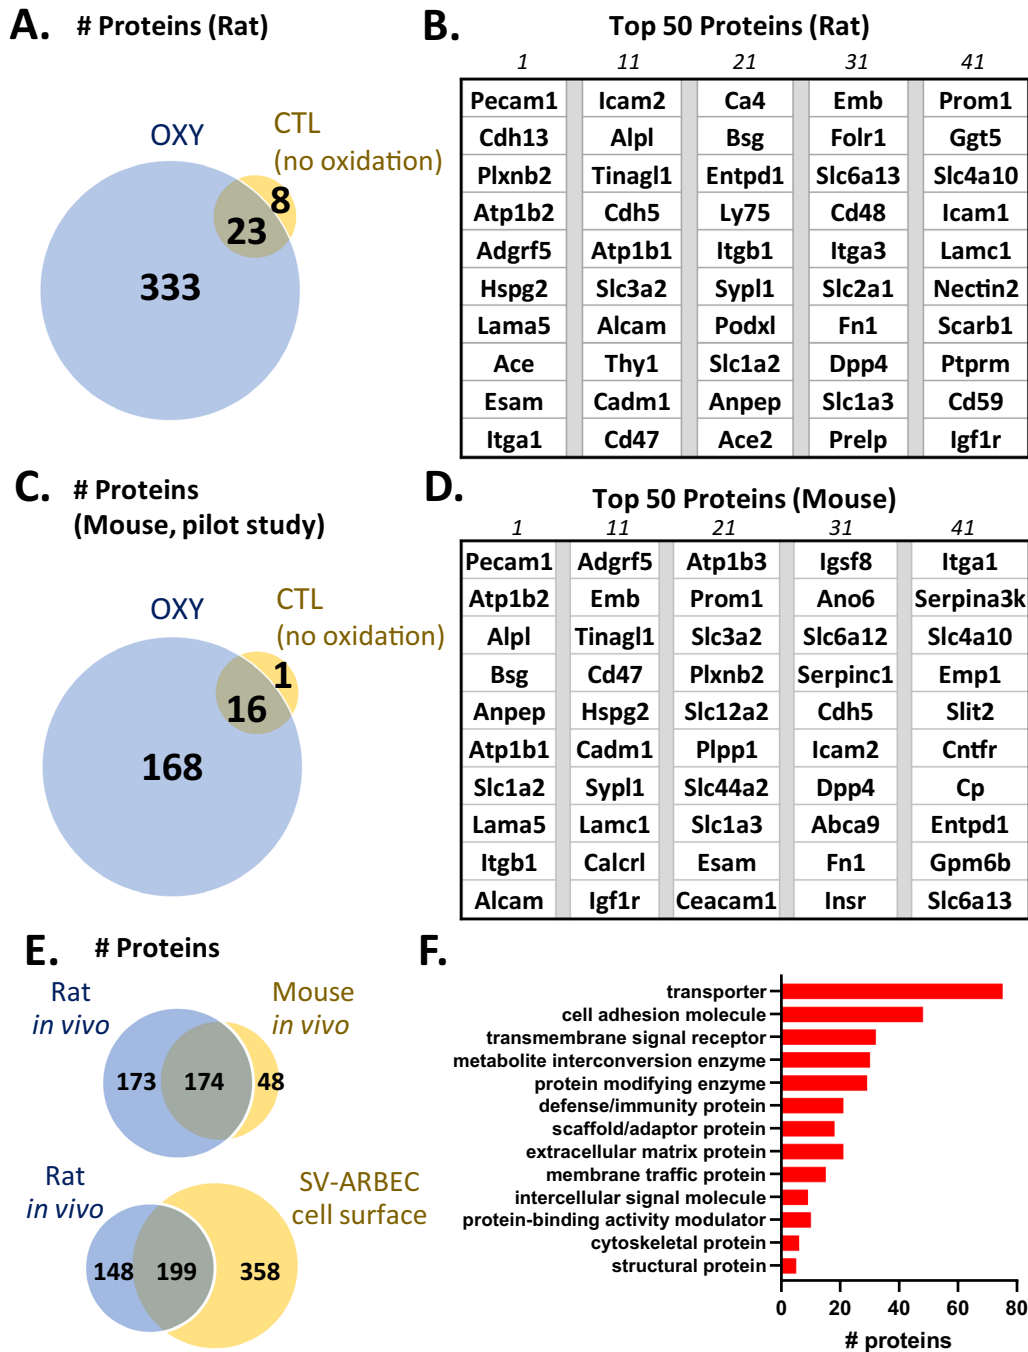 A. # Proteins (Rat)
OXY
CTL
(no oxidation)
8
23
333
B. Top 50 Proteins (Rat)
1 11 21 31 41
Pecam1 Icam2 Ca4 Emb Prom1
Cdh13 Alpl Bsg Folr1 Ggt5
Plxnb2 Tinagl1 Entpd1 Slc6a13 Slc4a10
Atp1b2 Cdh5 Ly75 Cd48 Icam1
Adgrf5 Atp1b1 Itgb1 Itga3 Lamc1
Hspg2 Slc3a2 Sypl1 Slc2a1 Nectin2
Lama5 Alcam Podxl Fn1 Scarb1
Ace Thy1 Slc1a2 Dpp4 Ptprm
Esam Cadm1 Anpep Slc1a3 Cd59
Itga1 Cd47 Ace2 Prelp Igf1r
C. # Proteins
(Mouse, pilot study)
OXY
CTL
(no oxidation)
1
16
168
D. Top 50 Proteins (Mouse)
1 11 21 31 41
Pecam1 Adgrf5 Atp1b3 Igsf8 Itga1
Atp1b2 Emb Prom1 Ano6 Serpina3k
Alpl Tinagl1 Slc3a2 Slc6a12 Slc4a10
Bsg Cd47 Plxnb2 Serpinc1 Emp1
Anpep Hspg2 Slc12a2 Cdh5 Slit2
Atp1b1 Cadm1 Plpp1 Icam2 Cntfr
Slc1a2 Sypl1 Slc44a2 Dpp4 Cp
Lama5 Lamc1 Slc1a3 Abca9 Entpd1
Itgb1 Calcrl Esam Fn1 Gpm6b
Alcam Igf1r Ceacam1 Insr Slc6a13
E. # Proteins
Rat
in vivo
Mouse
in vivo
173 174 48
Rat
in vivo
SV-ARBEC
cell surface
148 199 358
F.
transporter
cell adhesion molecule
transmembrane signal receptor
metabolite interconversion enzyme
protein modifying enzyme
defense/immunity protein
scaffold/adaptor protein
extracellular matrix protein
membrane traffic protein
intercellular signal molecule
protein-binding activity modulator
cytoskeletal protein
structural protein
0 20 40 60 80
# proteins